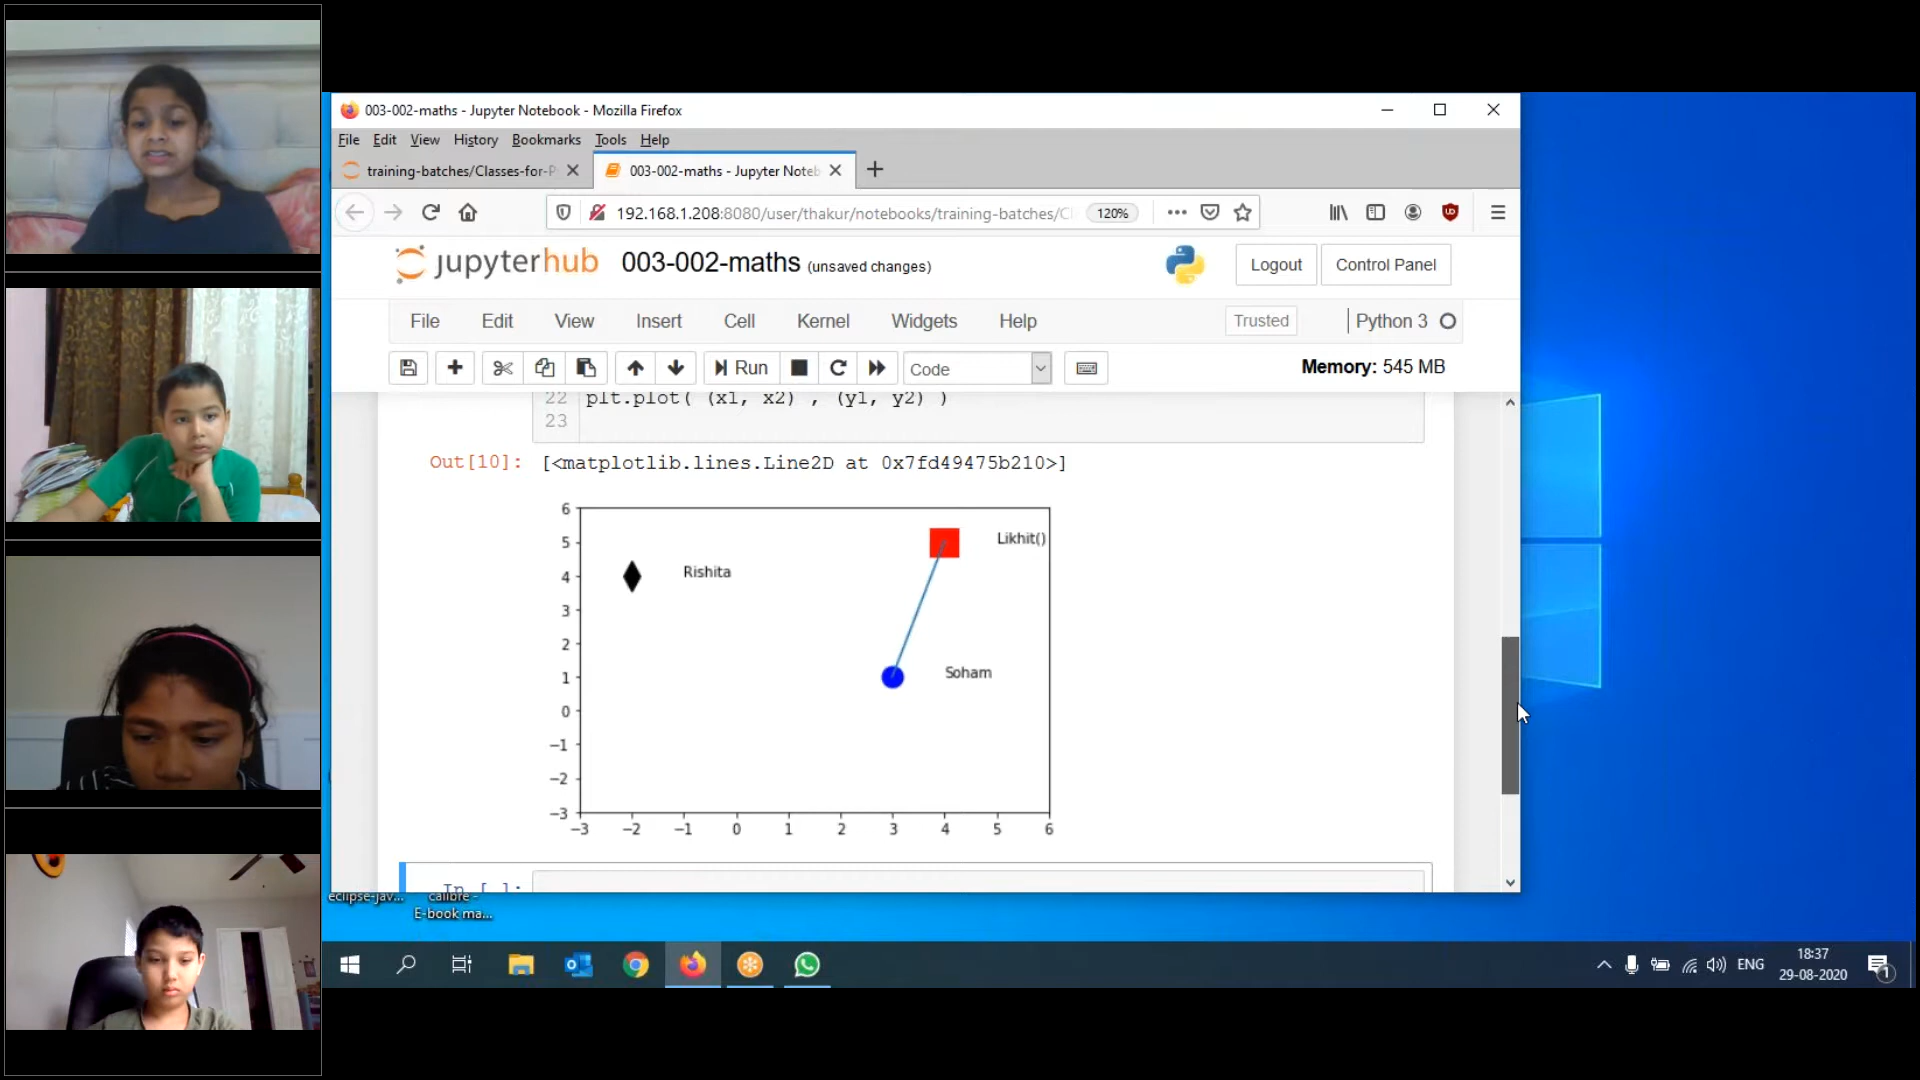 003-002-maths - Jupyter Notebook - Mozilla Firefox
File Edit View History Bookmarks Tools Help
training-batches/Classes-for-P
003-002-maths - Jupyter Noteb
192.168.1.208:8080/user/thakur/notebooks/training-batches/C
120%
jupyterhub 003-002-maths (unsaved changes)
Logout Control Panel
File Edit View Insert Cell Kernel Widgets Help
Trusted Python 3
Run Code Memory: 545 MB
22 plt.plot( (x1, x2) , (y1, y2) )
23
Out[10]: [<matplotlib.lines.Line2D at 0x7fd49475b210>]
6
5
4
3
2
1
0
−1
−2
−3
Likhit()
Rishita
Soham
−3 −2 −1 0 1 2 3 4 5 6
In [ ]:
eclipse-jav...
calibre -
E-book ma...
ENG
18:37
29-08-2020
1